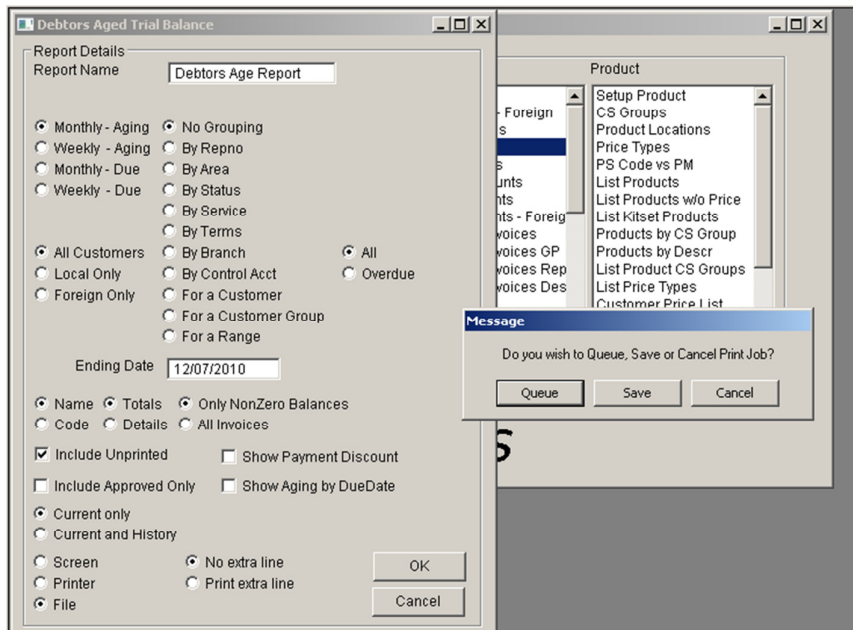 Debtors Aged Trial Balance
Report Details
Report Name Debtors Age Report
Monthly - Aging No Grouping
Weekly - Aging By Repno
Monthly - Due By Area
Weekly - Due By Status
By Service
By Terms
All Customers By Branch All
Local Only By Control Acct Overdue
Foreign Only For a Customer
For a Customer Group
For a Range
Ending Date 12/07/2010
Name Totals Only NonZero Balances
Code Details All Invoices
Include Unprinted Show Payment Discount
Include Approved Only Show Aging by DueDate
Current only
Current and History
Screen No extra line
Printer Print extra line
File
OK
Cancel
- Foreign
s
s
unts
nts
nts - Foreig
voices
voices GP
voices Rep
voices Des
Product
Setup Product
CS Groups
Product Locations
Price Types
PS Code vs PM
List Products
List Products w/o Price
List Kitset Products
Products by CS Group
Products by Descr
List Product CS Groups
List Price Types
Customer Price List
Message
Do you wish to Queue, Save or Cancel Print Job?
Queue Save Cancel
s